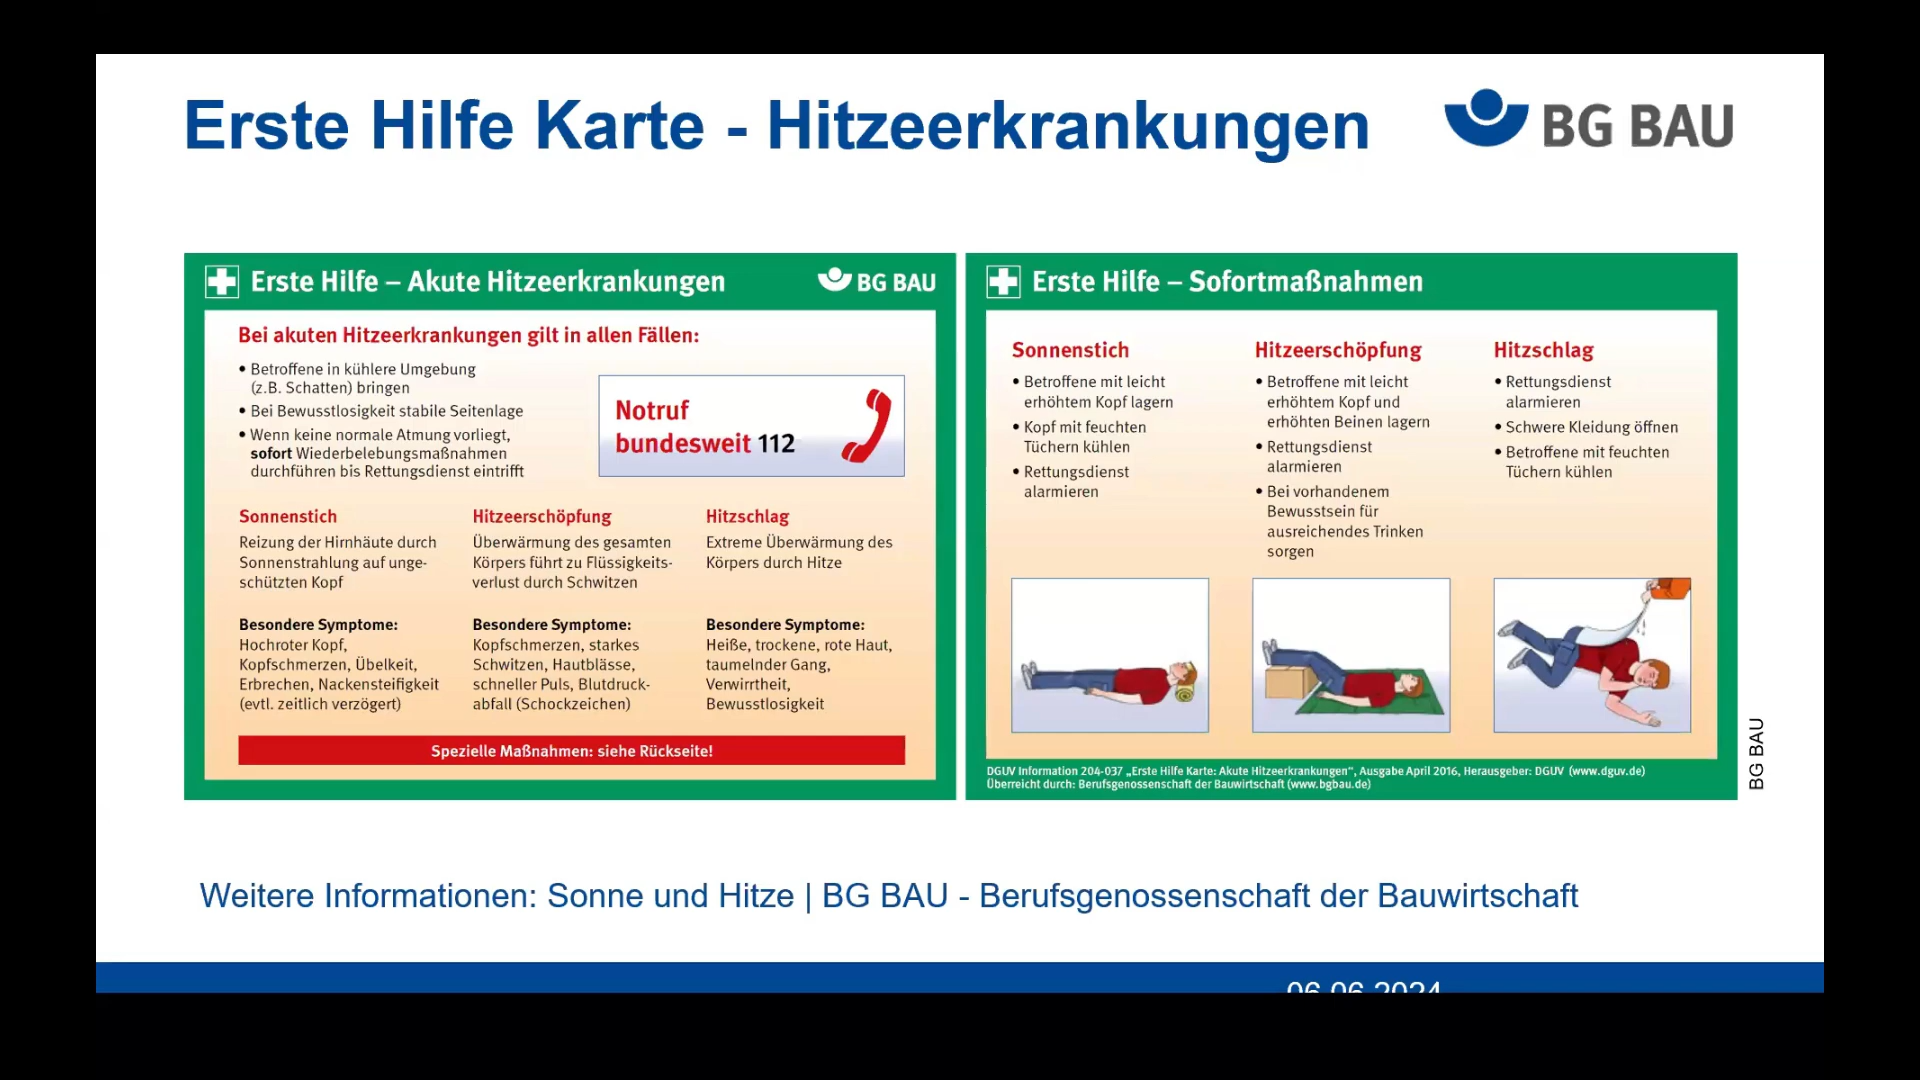 Erste Hilfe Karte - Hitzeerkrankungen
BG BAU
Erste Hilfe – Akute Hitzeerkrankungen
BG BAU
Bei akuten Hitzeerkrankungen gilt in allen Fällen:
• Betroffene in kühlere Umgebung
(z.B. Schatten) bringen
• Bei Bewusstlosigkeit stabile Seitenlage
• Wenn keine normale Atmung vorliegt,
sofort Wiederbelebungsmaßnahmen
durchführen bis Rettungsdienst eintrifft
Notruf
bundesweit 112
Sonnenstich
Reizung der Hirnhäute durch
Sonnenstrahlung auf unge-
schützten Kopf
Besondere Symptome:
Hochroter Kopf,
Kopfschmerzen, Übelkeit,
Erbrechen, Nackensteifigkeit
(evtl. zeitlich verzögert)
Hitzeerschöpfung
Überwärmung des gesamten
Körpers führt zu Flüssigkeits-
verlust durch Schwitzen
Besondere Symptome:
Kopfschmerzen, starkes
Schwitzen, Hautblässe,
schneller Puls, Blutdruck-
abfall (Schockzeichen)
Hitzschlag
Extreme Überwärmung des
Körpers durch Hitze
Besondere Symptome:
Heiße, trockene, rote Haut,
taumelnder Gang,
Verwirrtheit,
Bewusstlosigkeit
Spezielle Maßnahmen: siehe Rückseite!
Erste Hilfe – Sofortmaßnahmen
Sonnenstich
• Betroffene mit leicht
erhöhtem Kopf lagern
• Kopf mit feuchten
Tüchern kühlen
• Rettungsdienst
alarmieren
Hitzeerschöpfung
• Betroffene mit leicht
erhöhtem Kopf und
erhöhten Beinen lagern
• Rettungsdienst
alarmieren
• Bei vorhandenem
Bewusstsein für
ausreichendes Trinken
sorgen
Hitzschlag
• Rettungsdienst
alarmieren
• Schwere Kleidung öffnen
• Betroffene mit feuchten
Tüchern kühlen
DGUV Information 204-037 „Erste Hilfe Karte: Akute Hitzeerkrankungen“, Ausgabe April 2016, Herausgeber: DGUV (www.dguv.de)
Überreicht durch: Berufsgenossenschaft der Bauwirtschaft (www.bgbau.de)
BG BAU
Weitere Informationen: Sonne und Hitze | BG BAU - Berufsgenossenschaft der Bauwirtschaft
06.06.2024